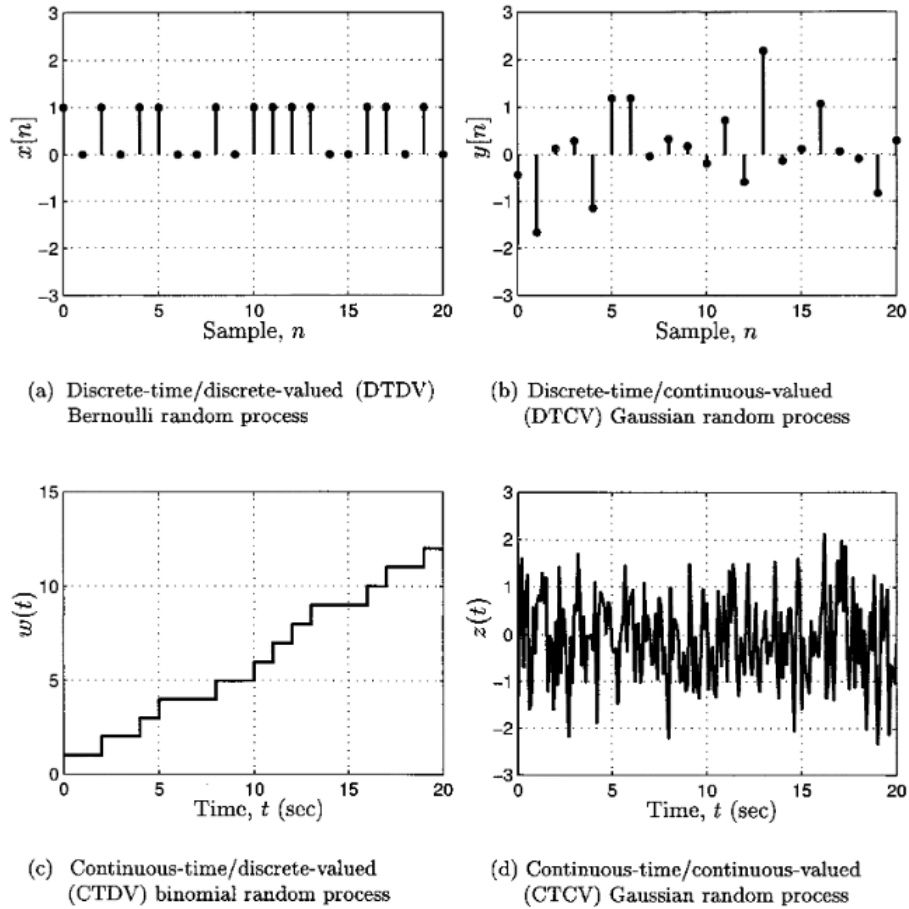 3
2
1
0
−1
−2
−3
x[n]
0 5 10 15 20
Sample, n
3
2
1
0
−1
−2
−3
y[n]
0 5 10 15 20
Sample, n
(a) Discrete-time/discrete-valued (DTDV)
Bernoulli random process
(b) Discrete-time/continuous-valued
(DTCV) Gaussian random process
15
10
5
0
w(t)
0 5 10 15 20
Time, t (sec)
3
2
1
0
−1
−2
−3
z(t)
0 5 10 15 20
Time, t (sec)
(c) Continuous-time/discrete-valued
(CTDV) binomial random process
(d) Continuous-time/continuous-valued
(CTCV) Gaussian random process